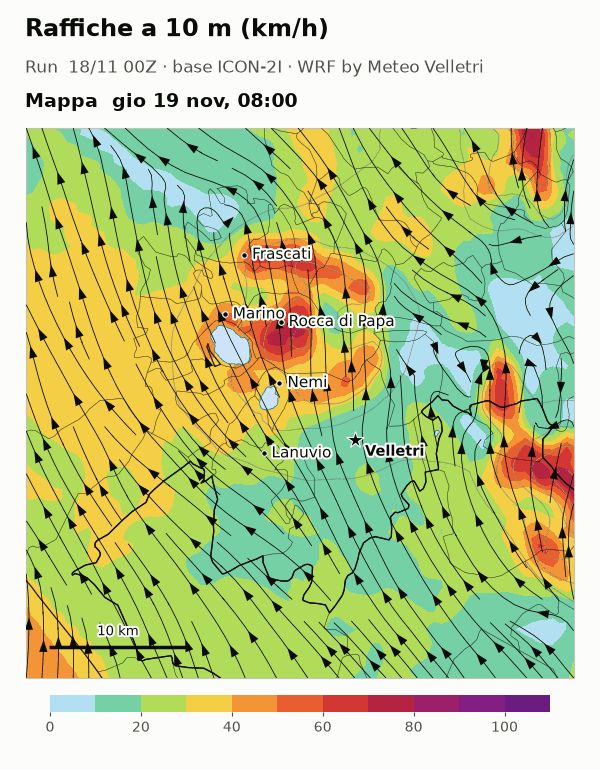 Raffiche a 10 m (km/h)
Run  18/11 00Z · base ICON-2I · WRF by Meteo Velletri
Mappa  gio 19 nov, 08:00
Frascati
Marino
Rocca di Papa
Nemi
Lanuvio
Velletri
10 km
0 20 40 60 80 100